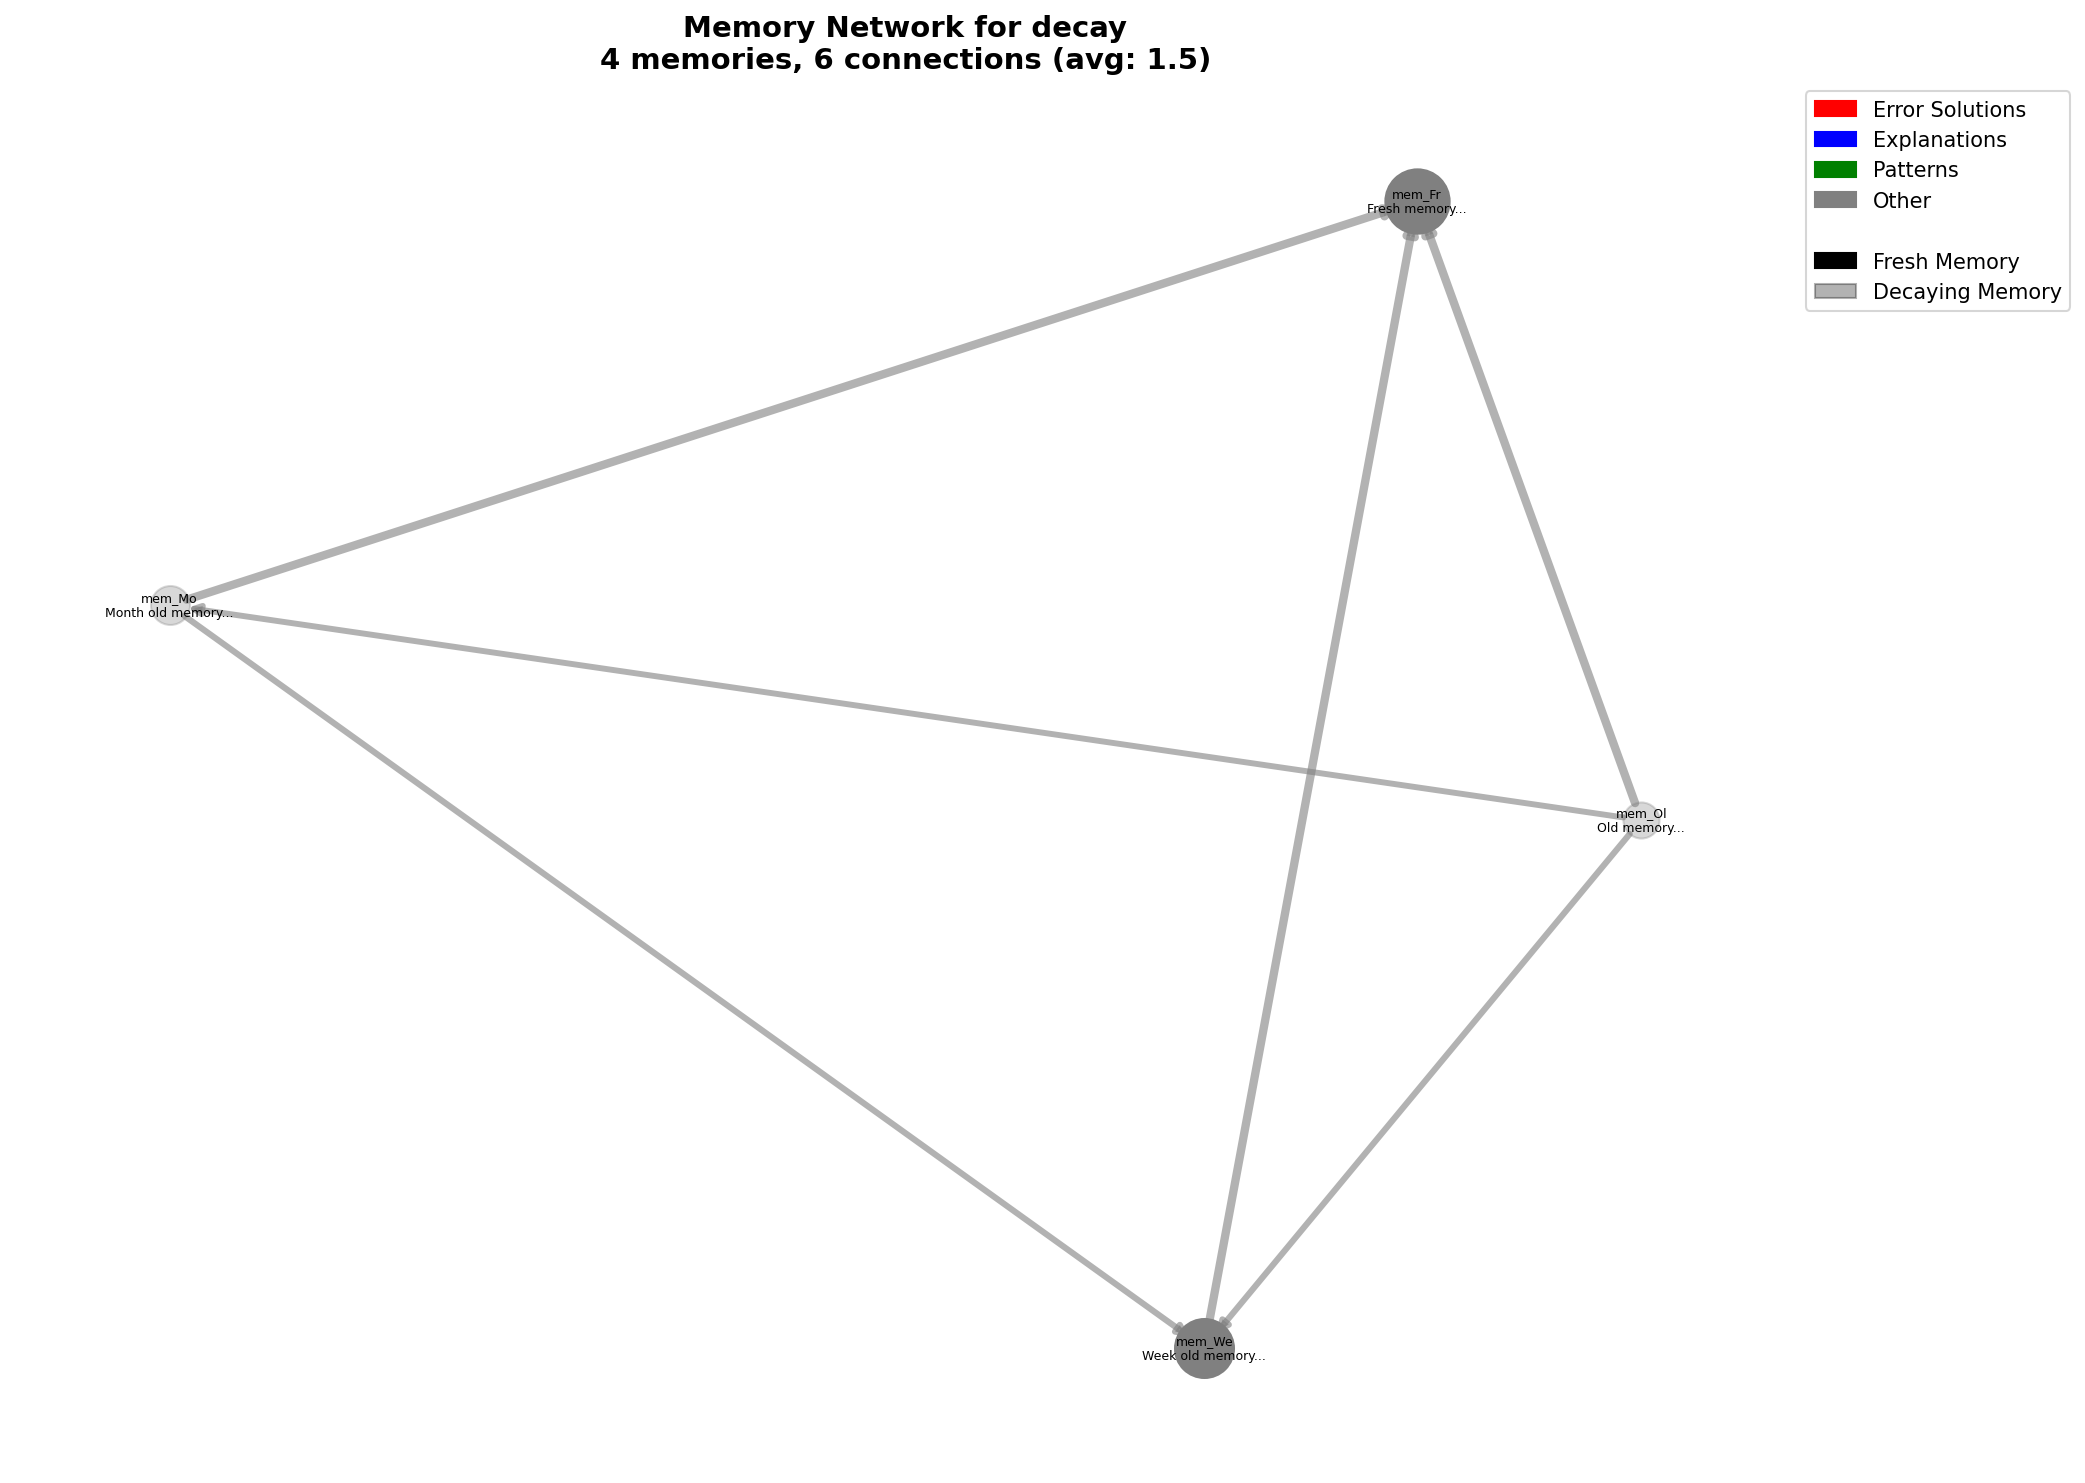 Memory Network for decay
4 memories, 6 connections (avg: 1.5)
Error Solutions
Explanations
Patterns
Other
Fresh Memory
Decaying Memory
mem_Fr
Fresh memory...
mem_Mo
Month old memory...
mem_Ol
Old memory...
mem_We
Week old memory...